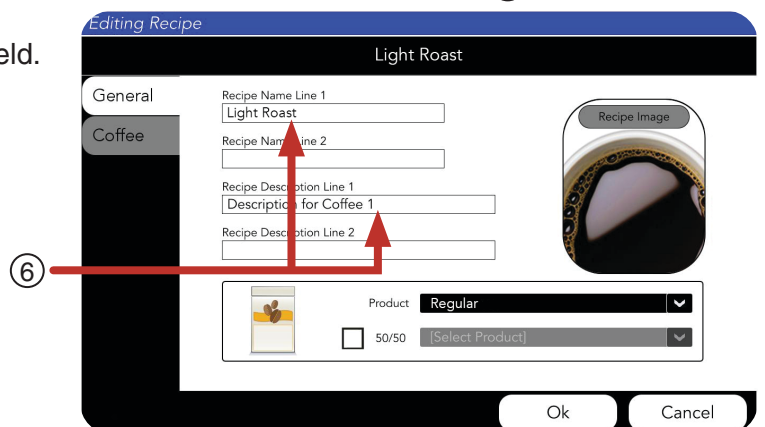 Editing Recipe
eld.
Light Roast
General
Coffee
Recipe Name Line 1
Light Roast
Recipe Image
Recipe Name Line 2
Recipe Description Line 1
Description for Coffee 1
Recipe Description Line 2
6
Product Regular
50/50 [Select Product]
Ok Cancel